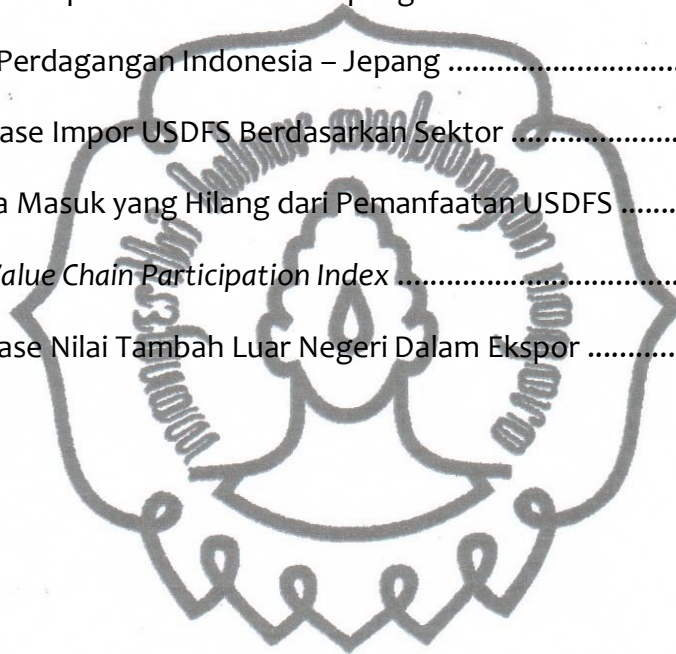 Perdagangan Indonesia – Jepang ..........................
ase Impor USDFS Berdasarkan Sektor ....................
a Masuk yang Hilang dari Pemanfaatan USDFS .......
Value Chain Participation Index ................................
ase Nilai Tambah Luar Negeri Dalam Ekspor ...........